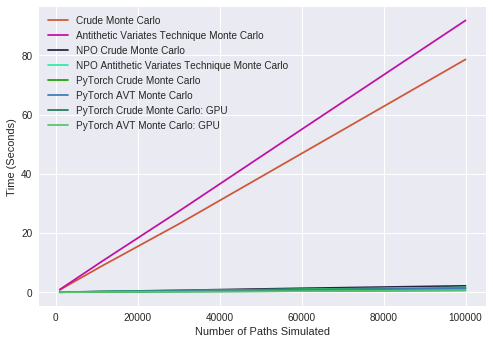 Crude Monte Carlo
Antithetic Variates Technique Monte Carlo
NPO Crude Monte Carlo
NPO Antithetic Variates Technique Monte Carlo
PyTorch Crude Monte Carlo
PyTorch AVT Monte Carlo
PyTorch Crude Monte Carlo: GPU
PyTorch AVT Monte Carlo: GPU
80
60
40
20
0
Time (Seconds)
0 20000 40000 60000 80000 100000
Number of Paths Simulated